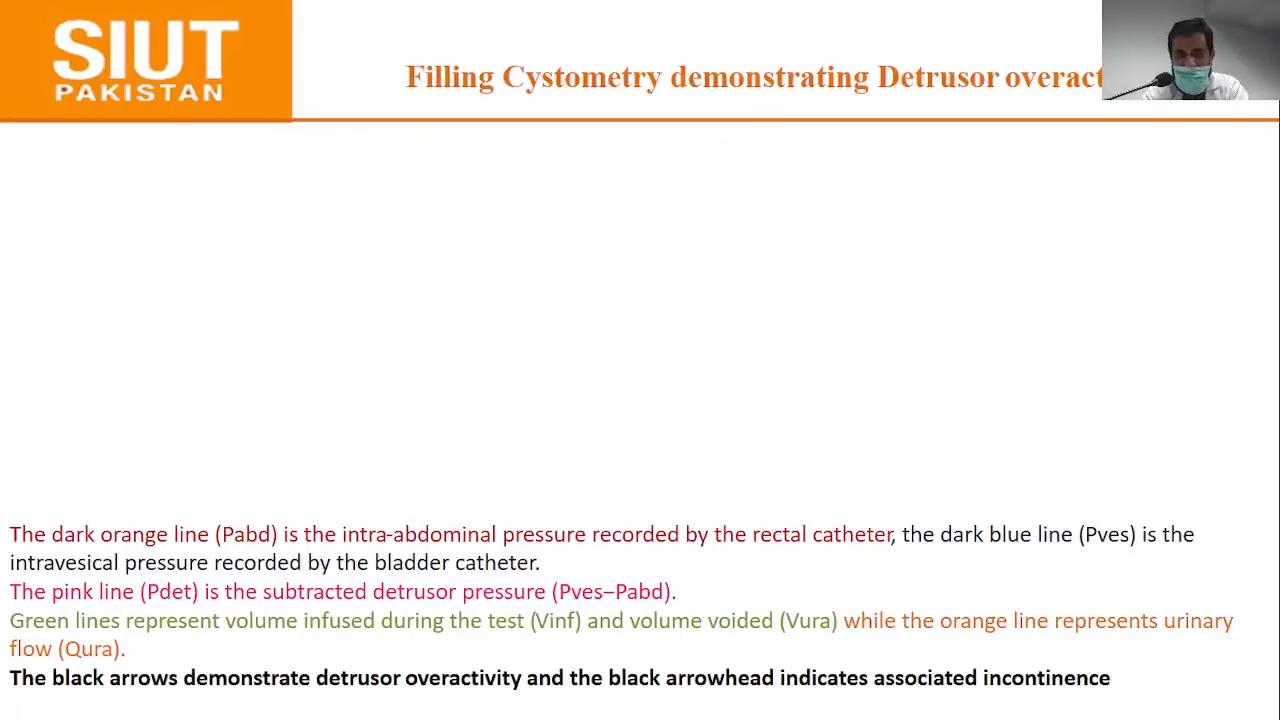 SIUT
PAKISTAN
Filling Cystometry demonstrating Detrusor overact
The dark orange line (Pabd) is the intra-abdominal pressure recorded by the rectal catheter, the dark blue line (Pves) is the
intravesical pressure recorded by the bladder catheter.
The pink line (Pdet) is the subtracted detrusor pressure (Pves–Pabd).
Green lines represent volume infused during the test (Vinf) and volume voided (Vura) while the orange line represents urinary
flow (Qura).
The black arrows demonstrate detrusor overactivity and the black arrowhead indicates associated incontinence